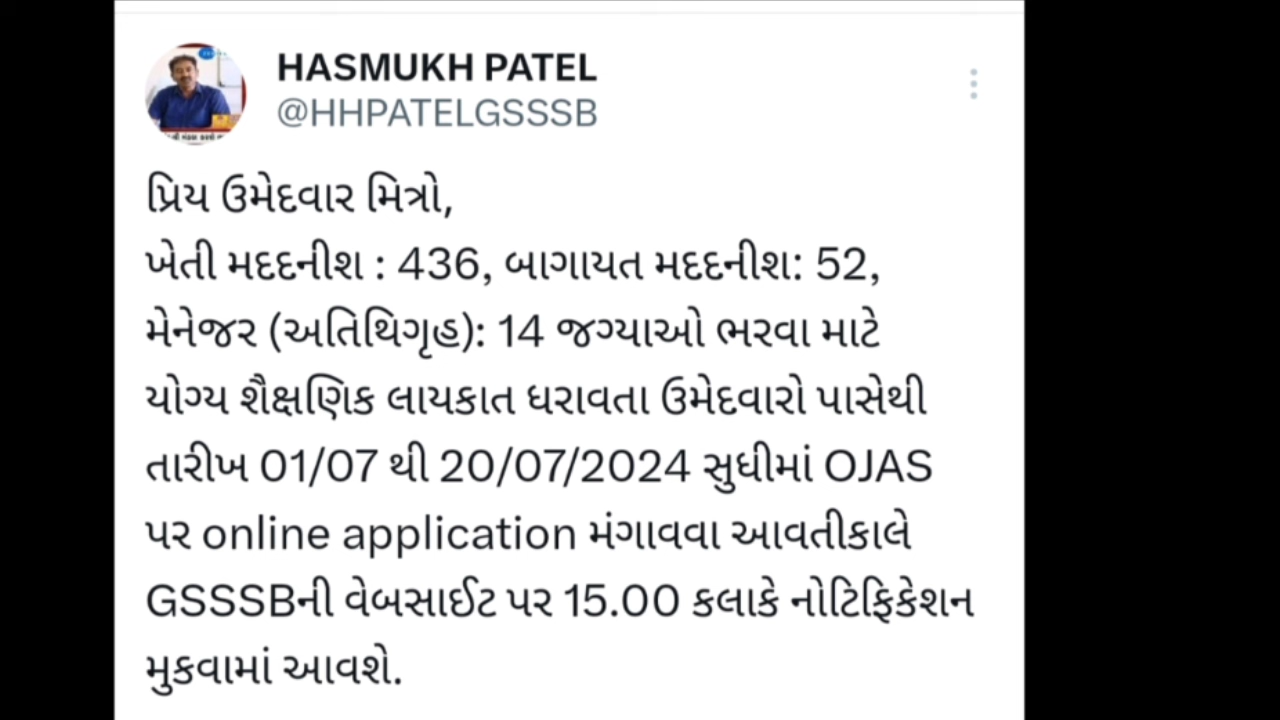 HASMUKH PATEL
@HHPATELGSSSB
પ્રિય ઉમેદવાર મિત્રો,
ખેતી મદદનીશ : 436, બાગાયત મદદનીશ: 52,
મેનેજર (અતિથિગૃહ): 14 જગ્યાઓ ભરવા માટે
યોગ્ય શૈક્ષણિક લાયકાત ધરાવતા ઉમેદવારો પાસેથી
તારીખ 01/07 થી 20/07/2024 સુધીમાં OJAS
પર online application મંગાવવા આવતીકાલે
GSSSBની વેબસાઈટ પર 15.00 કલાકે નોટિફિકેશન
મુકવામાં આવશે.